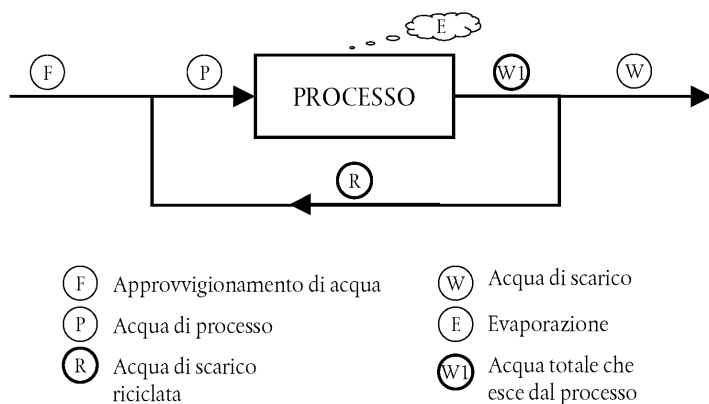 E
F
P
W1
W
PROCESSO
R
F Approvvigionamento di acqua
W Acqua di scarico
P Acqua di processo
E Evaporazione
R Acqua di scarico
riciclata
W1 Acqua totale che
esce dal processo